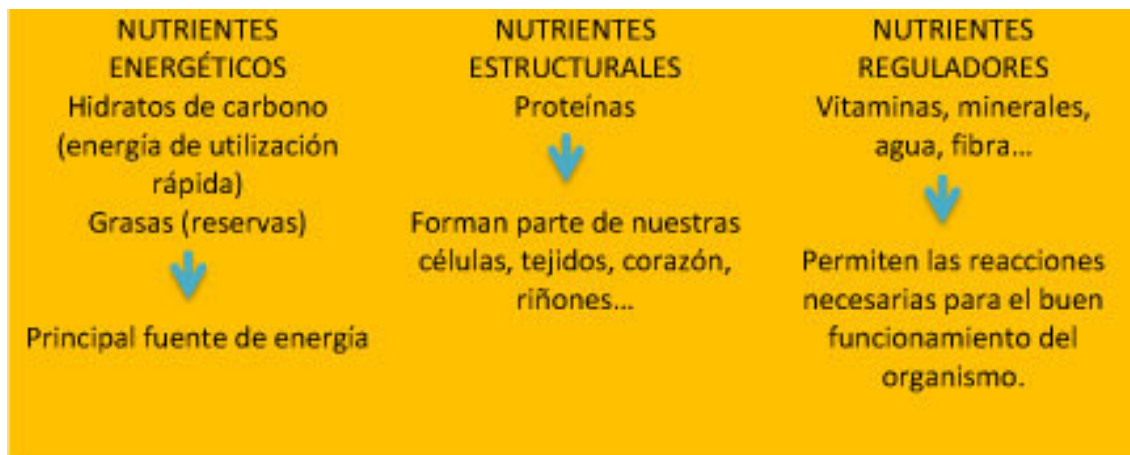 NUTRIENTES
ENERGÉTICOS
Hidratos de carbono
(energía de utilización
rápida)
Grasas (reservas)
Principal fuente de energía
NUTRIENTES
ESTRUCTURALES
Proteínas
Forman parte de nuestras
células, tejidos, corazón,
riñones...
NUTRIENTES
REGULADORES
Vitaminas, minerales,
agua, fibra...
Permiten las reacciones
necesarias para el buen
funcionamiento del
organismo.